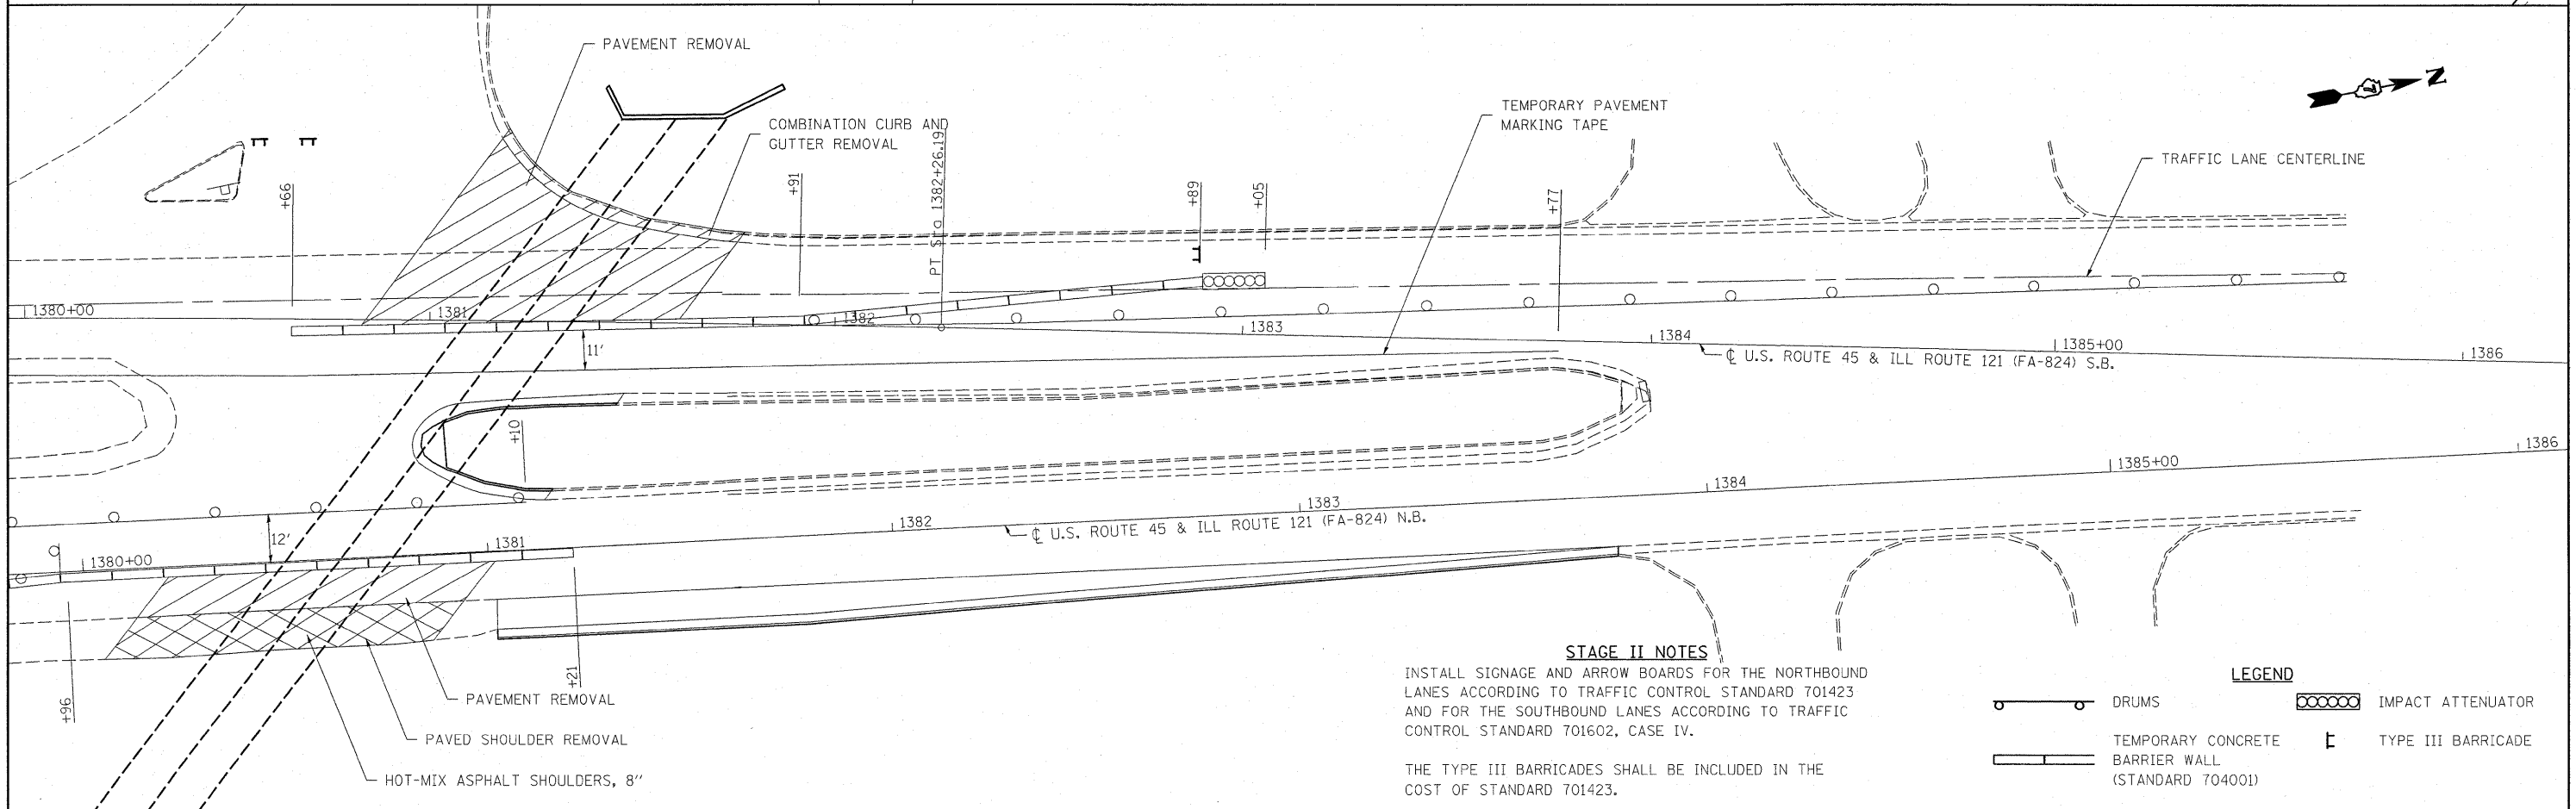 PAVEMENT REMOVAL
N
TEMPORARY PAVEMENT
MARKING TAPE
COMBINATION CURB AND
GUTTER REMOVAL
PT Sta 1382+26.19
TRAFFIC LANE CENTERLINE
+66
+91
+89
+05
+77
1380+00
1381
1382
1383
1384
1385+00
1386
11'
℄ U.S. ROUTE 45 & ILL ROUTE 121 (FA-824) S.B.
+10
12'
1380+00
1381
1382
1383
1384
1385+00
1386
℄ U.S. ROUTE 45 & ILL ROUTE 121 (FA-824) N.B.
+96
+21
PAVEMENT REMOVAL
PAVED SHOULDER REMOVAL
HOT-MIX ASPHALT SHOULDERS, 8"
STAGE II NOTES
INSTALL SIGNAGE AND ARROW BOARDS FOR THE NORTHBOUND
LANES ACCORDING TO TRAFFIC CONTROL STANDARD 701423
AND FOR THE SOUTHBOUND LANES ACCORDING TO TRAFFIC
CONTROL STANDARD 701602, CASE IV.
THE TYPE III BARRICADES SHALL BE INCLUDED IN THE
COST OF STANDARD 701423.
LEGEND
DRUMS
IMPACT ATTENUATOR
TEMPORARY CONCRETE
BARRIER WALL
(STANDARD 704001)
TYPE III BARRICADE